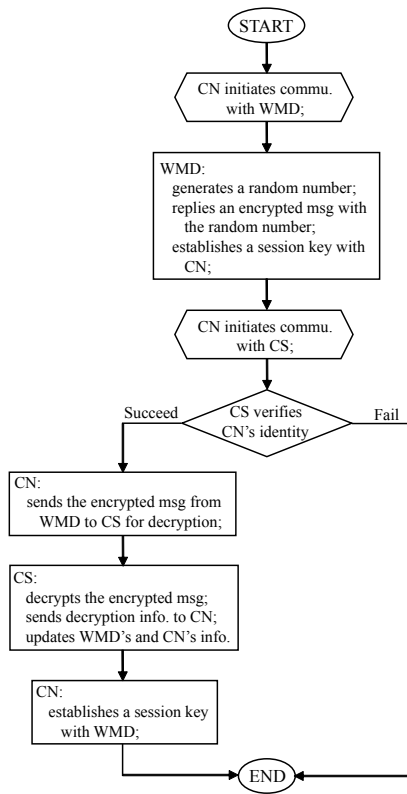 START
CN initiates commu.
with WMD;
WMD:
generates a random number;
replies an encrypted msg with
the random number;
establishes a session key with
CN;
CN initiates commu.
with CS;
CS verifies
CN's identity
Succeed
Fail
CN:
sends the encrypted msg from
WMD to CS for decryption;
CS:
decrypts the encrypted msg;
sends decryption info. to CN;
updates WMD's and CN's info.
CN:
establishes a session key
with WMD;
END